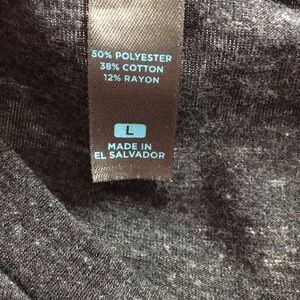 50% POLYESTER
38% COTTON
12% RAYON
L
MADE IN
EL SALVADOR